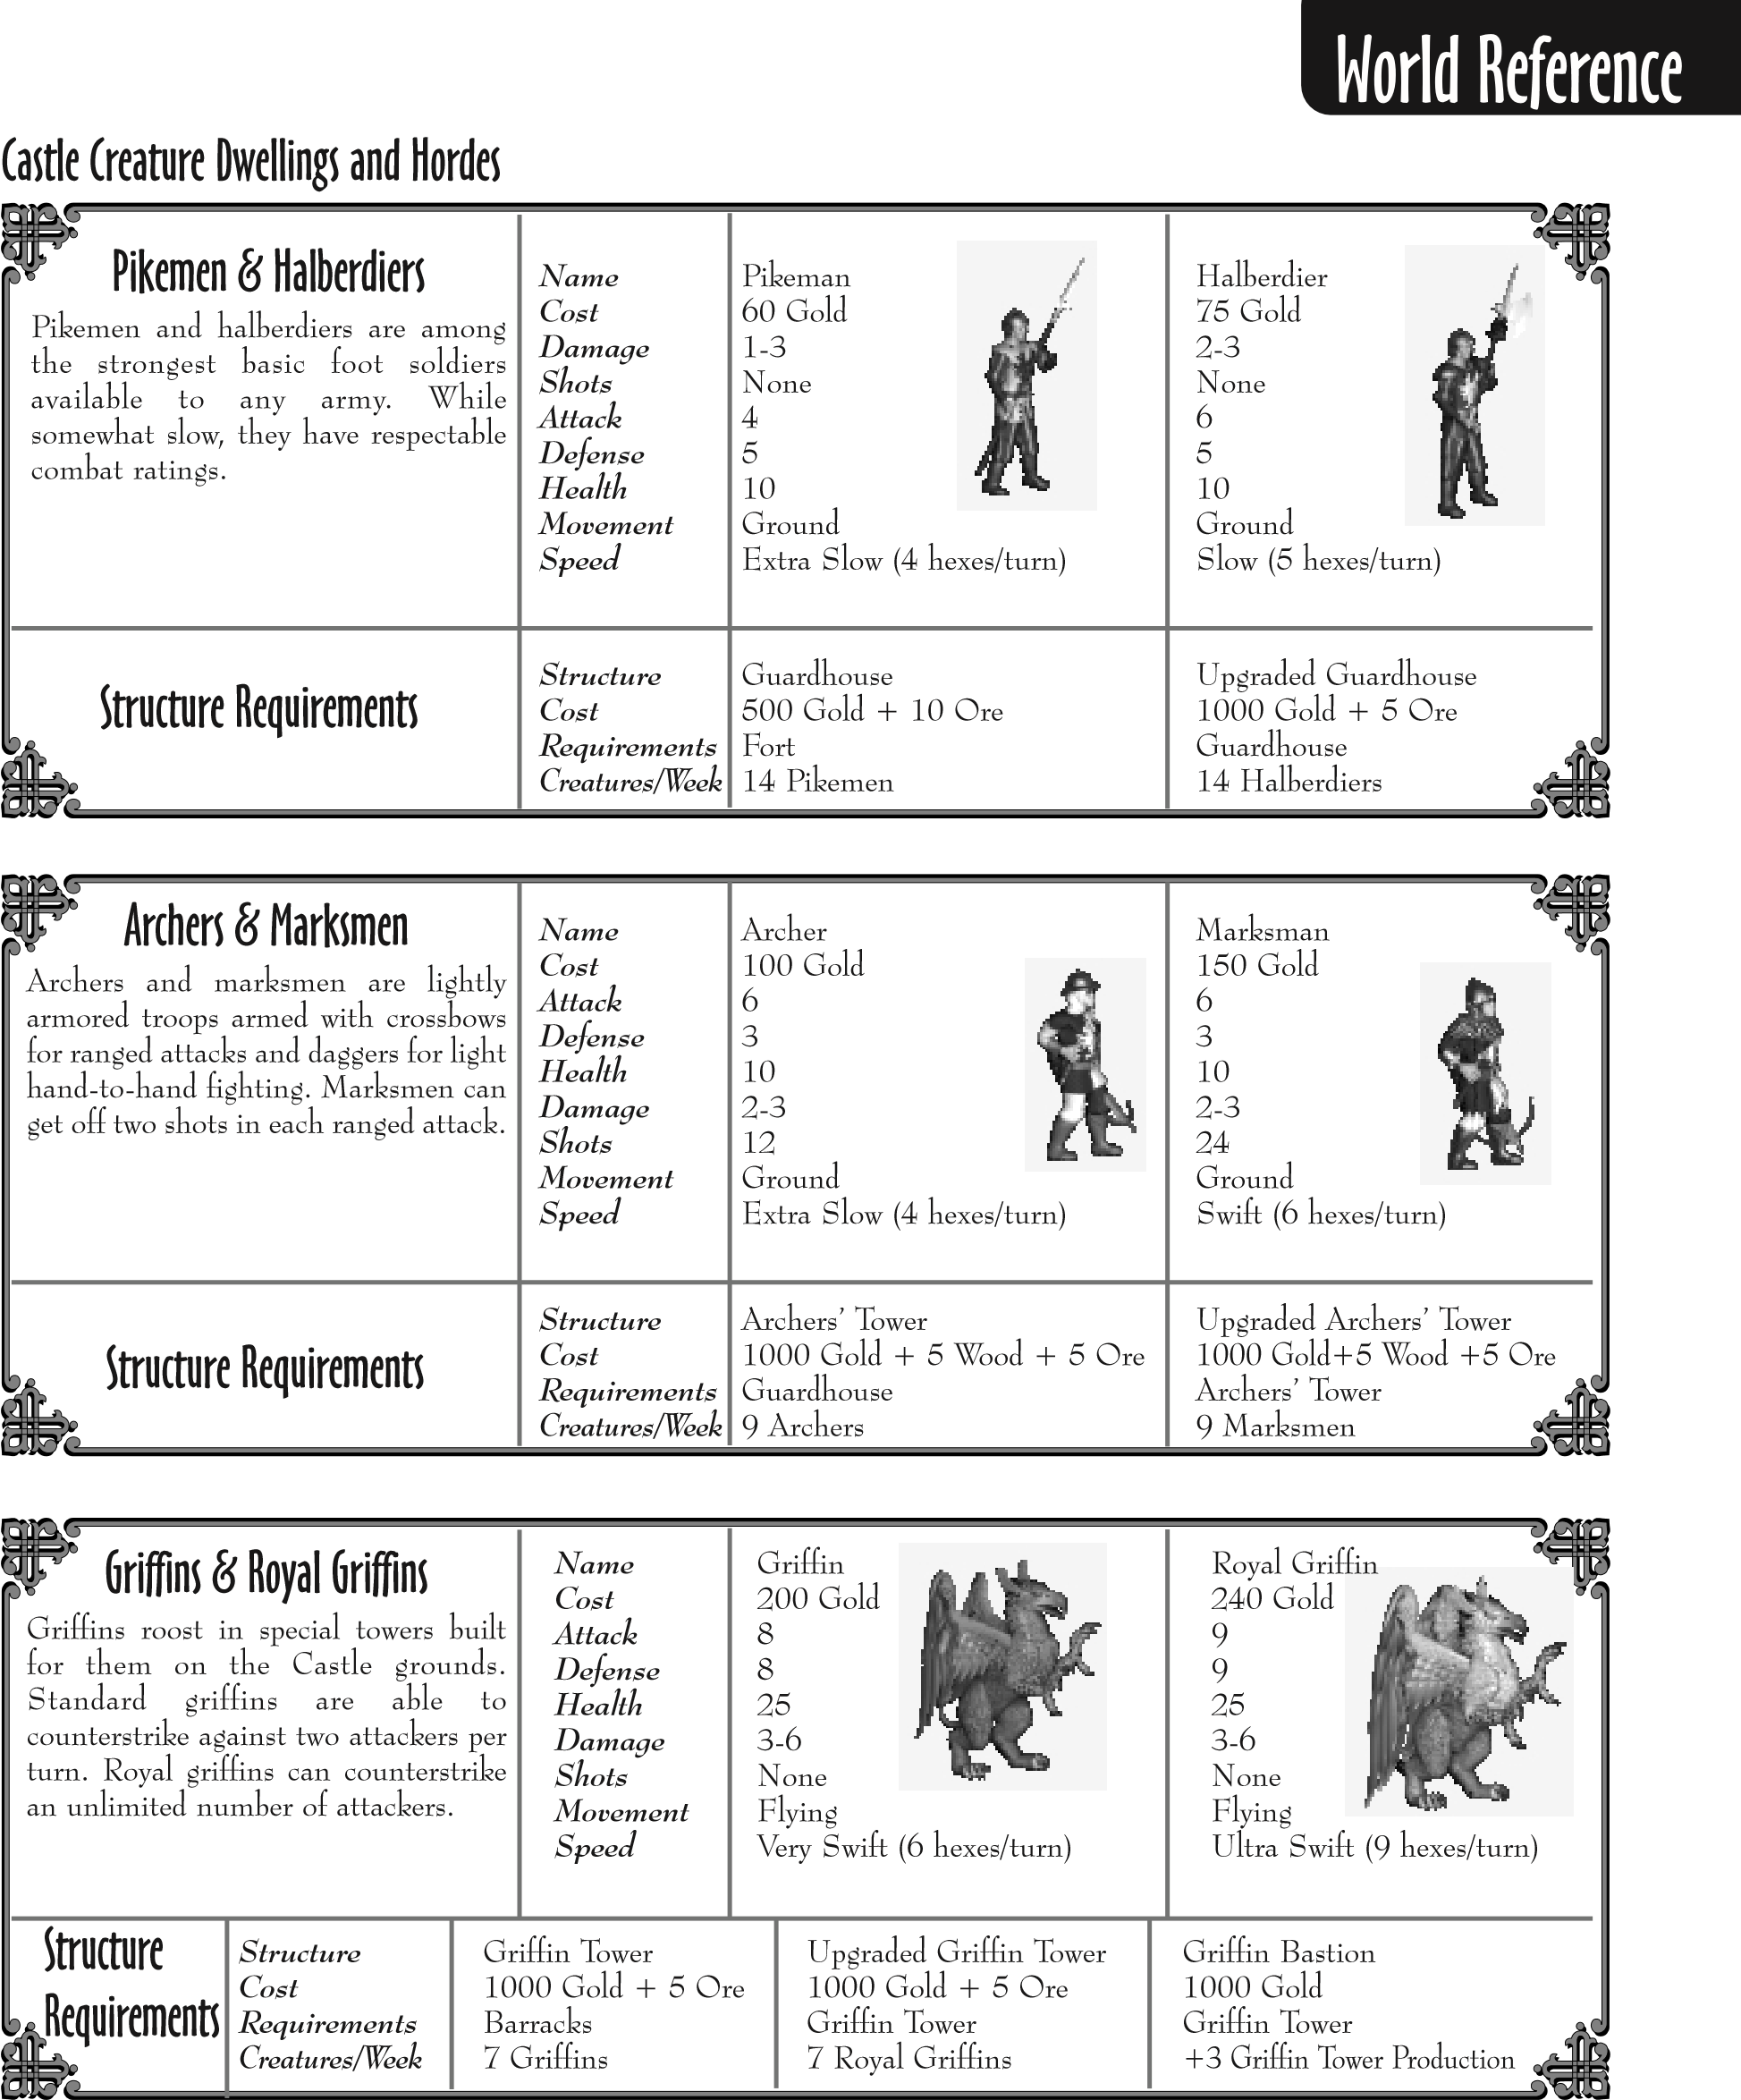 World Reference
Castle Creature Dwellings and Hordes
Pikemen & Halberdiers
Pikemen and halberdiers are among
the strongest basic foot soldiers
available to any army. While
somewhat slow, they have respectable
combat ratings.
Name Pikeman Halberdier
Cost 60 Gold 75 Gold
Damage 1-3 2-3
Shots None None
Attack 4 6
Defense 5 5
Health 10 10
Movement Ground Ground
Speed Extra Slow (4 hexes/turn) Slow (5 hexes/turn)
Structure Requirements
Structure Guardhouse Upgraded Guardhouse
Cost 500 Gold + 10 Ore 1000 Gold + 5 Ore
Requirements Fort Guardhouse
Creatures/Week 14 Pikemen 14 Halberdiers
Archers & Marksmen
Archers and marksmen are lightly
armored troops armed with crossbows
for ranged attacks and daggers for light
hand-to-hand fighting. Marksmen can
get off two shots in each ranged attack.
Name Archer Marksman
Cost 100 Gold 150 Gold
Attack 6 6
Defense 3 3
Health 10 10
Damage 2-3 2-3
Shots 12 24
Movement Ground Ground
Speed Extra Slow (4 hexes/turn) Swift (6 hexes/turn)
Structure Requirements
Structure Archers' Tower Upgraded Archers' Tower
Cost 1000 Gold + 5 Wood + 5 Ore 1000 Gold+5 Wood +5 Ore
Requirements Guardhouse Archers' Tower
Creatures/Week 9 Archers 9 Marksmen
Griffins & Royal Griffins
Griffins roost in special towers built
for them on the Castle grounds.
Standard griffins are able to
counterstrike against two attackers per
turn. Royal griffins can counterstrike
an unlimited number of attackers.
Name Griffin Royal Griffin
Cost 200 Gold 240 Gold
Attack 8 9
Defense 8 9
Health 25 25
Damage 3-6 3-6
Shots None None
Movement Flying Flying
Speed Very Swift (6 hexes/turn) Ultra Swift (9 hexes/turn)
Structure
Requirements
Structure Griffin Tower Upgraded Griffin Tower Griffin Bastion
Cost 1000 Gold + 5 Ore 1000 Gold + 5 Ore 1000 Gold
Requirements Barracks Griffin Tower Griffin Tower
Creatures/Week 7 Griffins 7 Royal Griffins +3 Griffin Tower Production